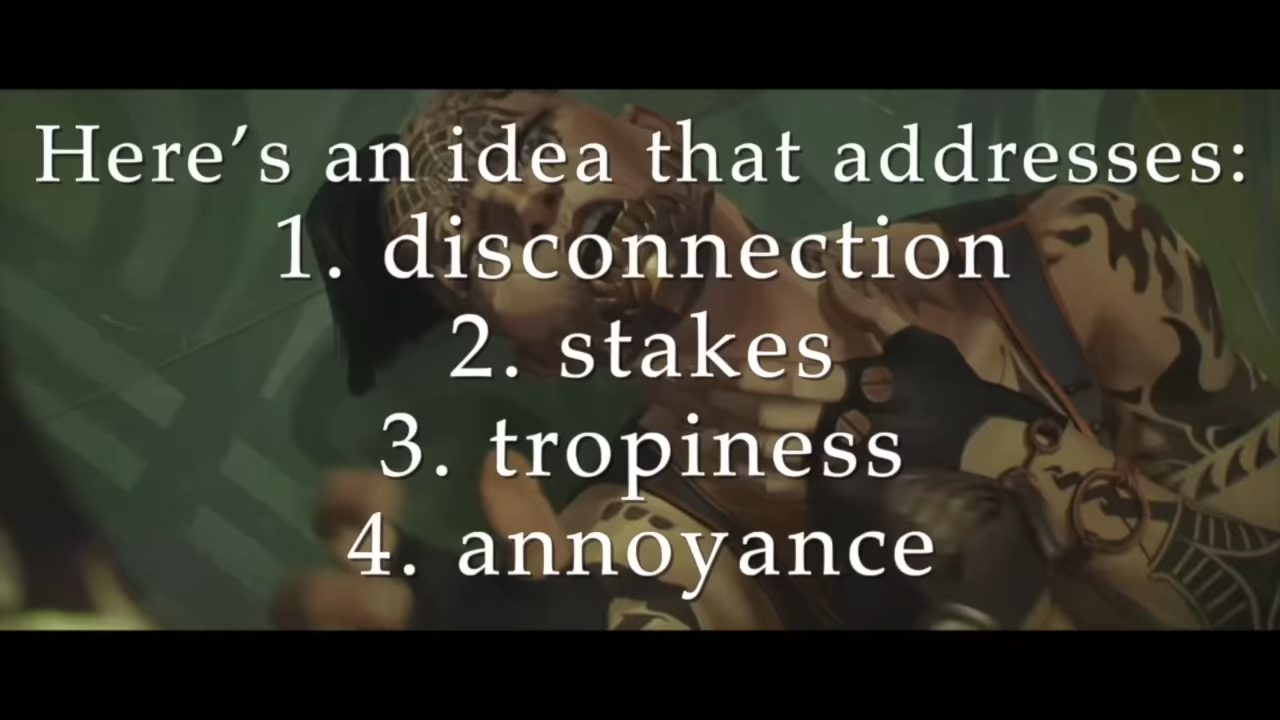 Here’s an idea that addresses:
1. disconnection
2. stakes
3. tropiness
4. annoyance